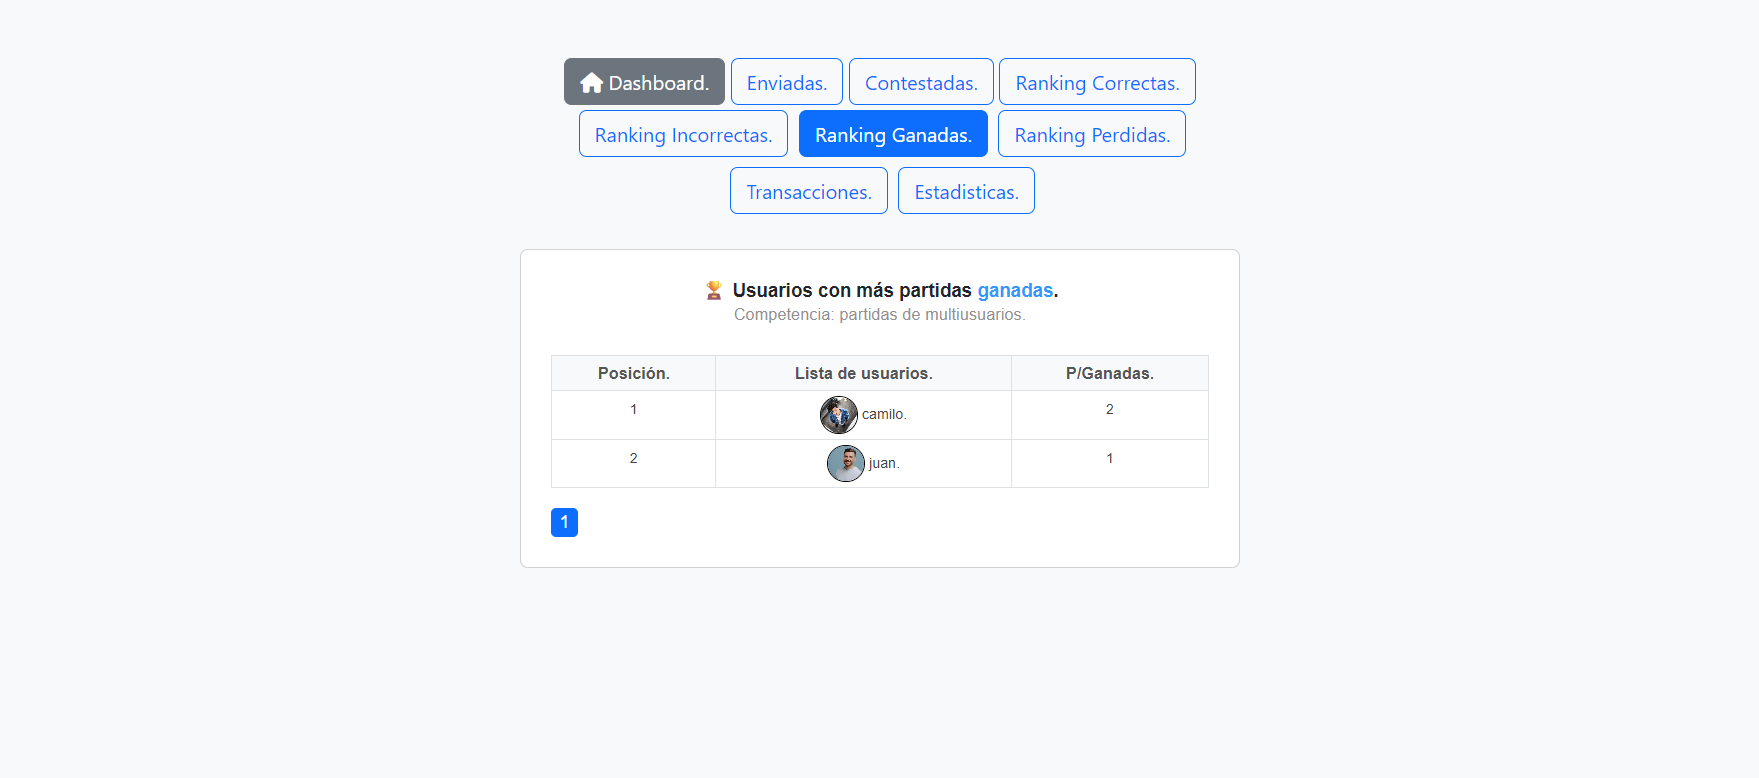 Dashboard. Enviadas. Contestadas. Ranking Correctas.
Ranking Incorrectas. Ranking Ganadas. Ranking Perdidas.
Transacciones. Estadisticas.
Usuarios con más partidas ganadas.
Competencia: partidas de multiusuarios.
Posición. Lista de usuarios. P/Ganadas.
1 camilo. 2
2 juan. 1
1